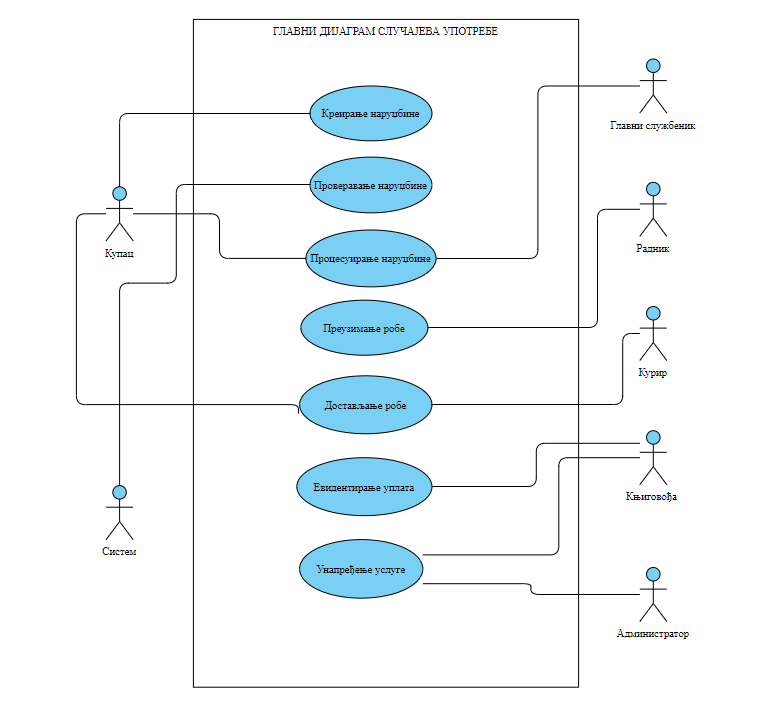 ГЛАВНИ ДИЈАГРАМ СЛУЧАЈЕВА УПОТРЕБЕ
Креирање наруџбине
Главни службеник
Проверавање наруџбине
Купац
Процесуирање наруџбине
Радник
Преузимање робе
Курир
Достављање робе
Евидентирање уплата
Књиговођа
Систем
Унапређење услуге
Администратор